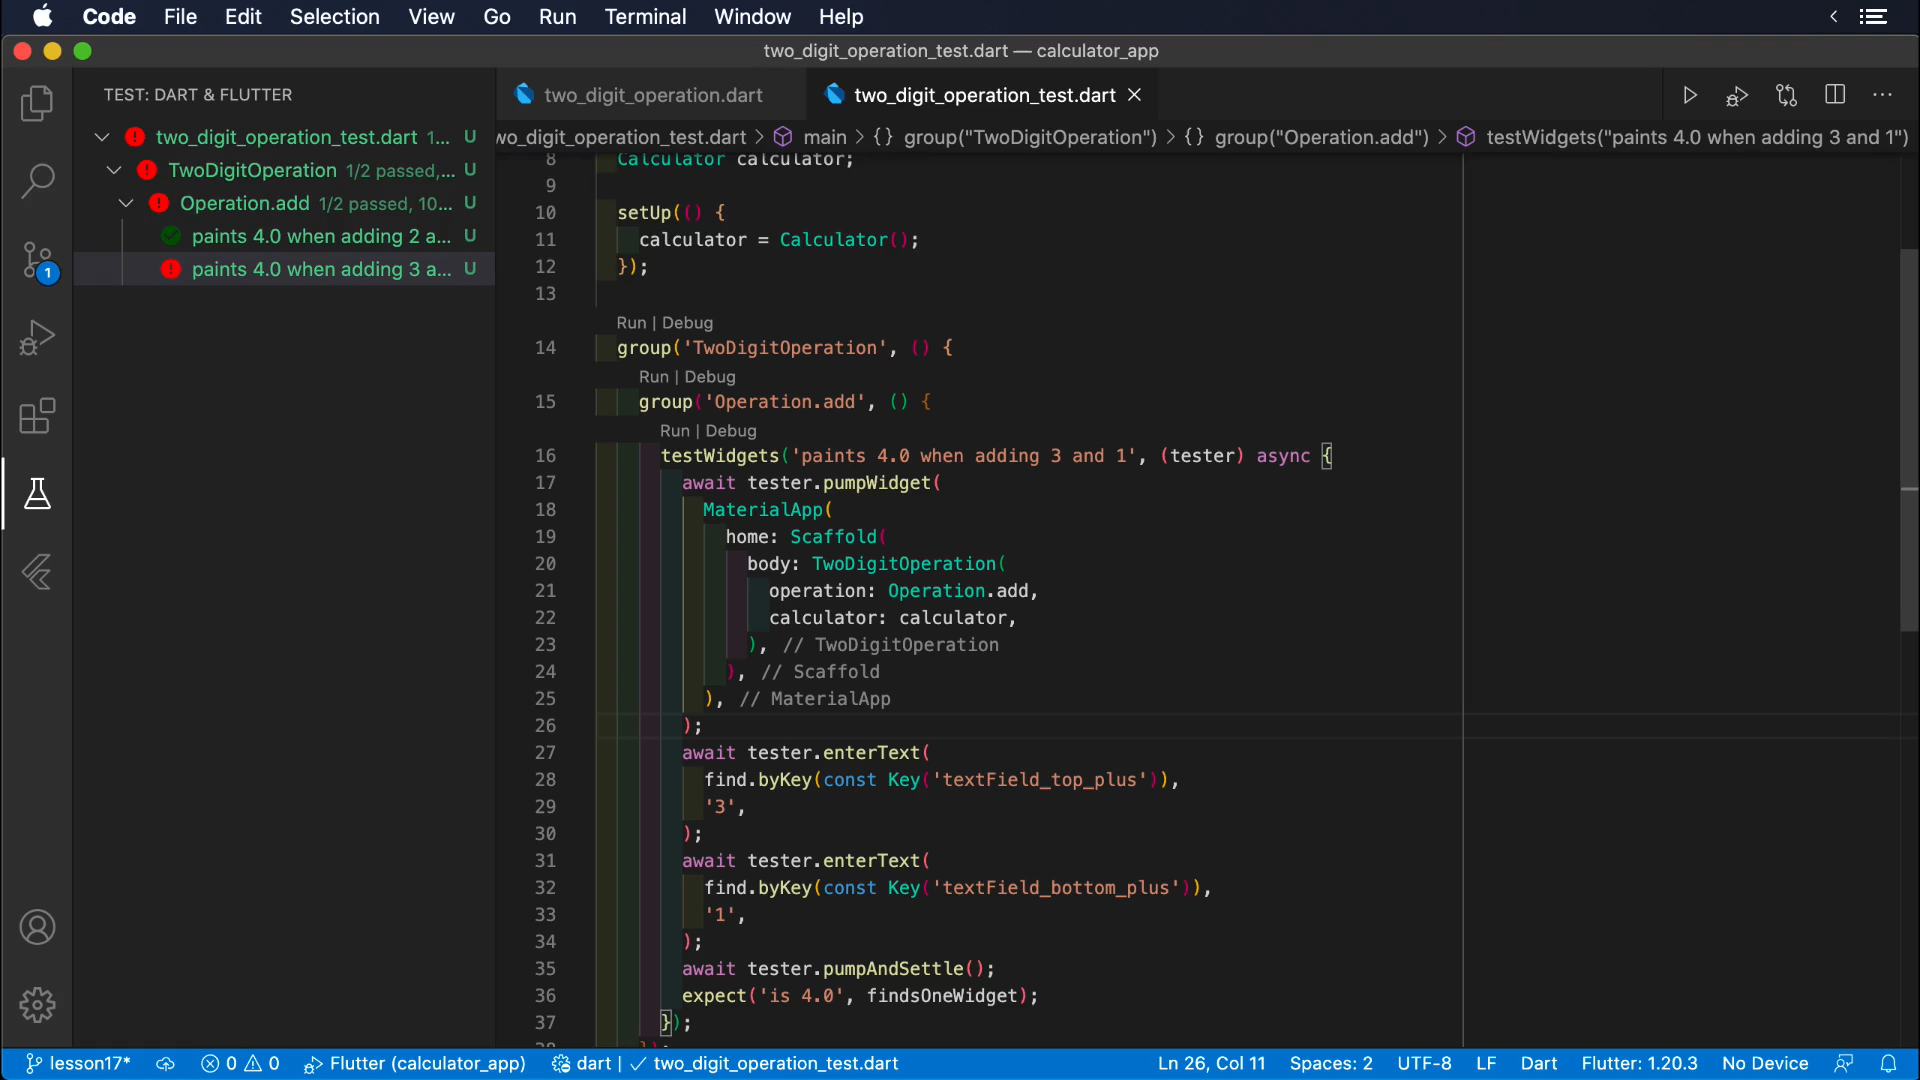 Code File Edit Selection View Go Run Terminal Window Help
two_digit_operation_test.dart — calculator_app
TEST: DART & FLUTTER
two_digit_operation_test.dart 1... U
TwoDigitOperation 1/2 passed,... U
Operation.add 1/2 passed, 10... U
paints 4.0 when adding 2 a... U
paints 4.0 when adding 3 a... U
1
two_digit_operation.dart two_digit_operation_test.dart
wo_digit_operation_test.dart > main > {} group("TwoDigitOperation") > {} group("Operation.add") > testWidgets("paints 4.0 when adding 3 and 1")
8 Calculator calculator;
9
10 setUp(() {
11 calculator = Calculator();
12 });
13
Run | Debug
14 group('TwoDigitOperation', () {
Run | Debug
15 group('Operation.add', () {
Run | Debug
16 testWidgets('paints 4.0 when adding 3 and 1', (tester) async {
17 await tester.pumpWidget(
18 MaterialApp(
19 home: Scaffold(
20 body: TwoDigitOperation(
21 operation: Operation.add,
22 calculator: calculator,
23 ), // TwoDigitOperation
24 ), // Scaffold
25 ), // MaterialApp
26 );
27 await tester.enterText(
28 find.byKey(const Key('textField_top_plus')),
29 '3',
30 );
31 await tester.enterText(
32 find.byKey(const Key('textField_bottom_plus')),
33 '1',
34 );
35 await tester.pumpAndSettle();
36 expect('is 4.0', findsOneWidget);
37 });
38 });
lesson17* 0 0 Flutter (calculator_app) dart | ✓ two_digit_operation_test.dart Ln 26, Col 11 Spaces: 2 UTF-8 LF Dart Flutter: 1.20.3 No Device